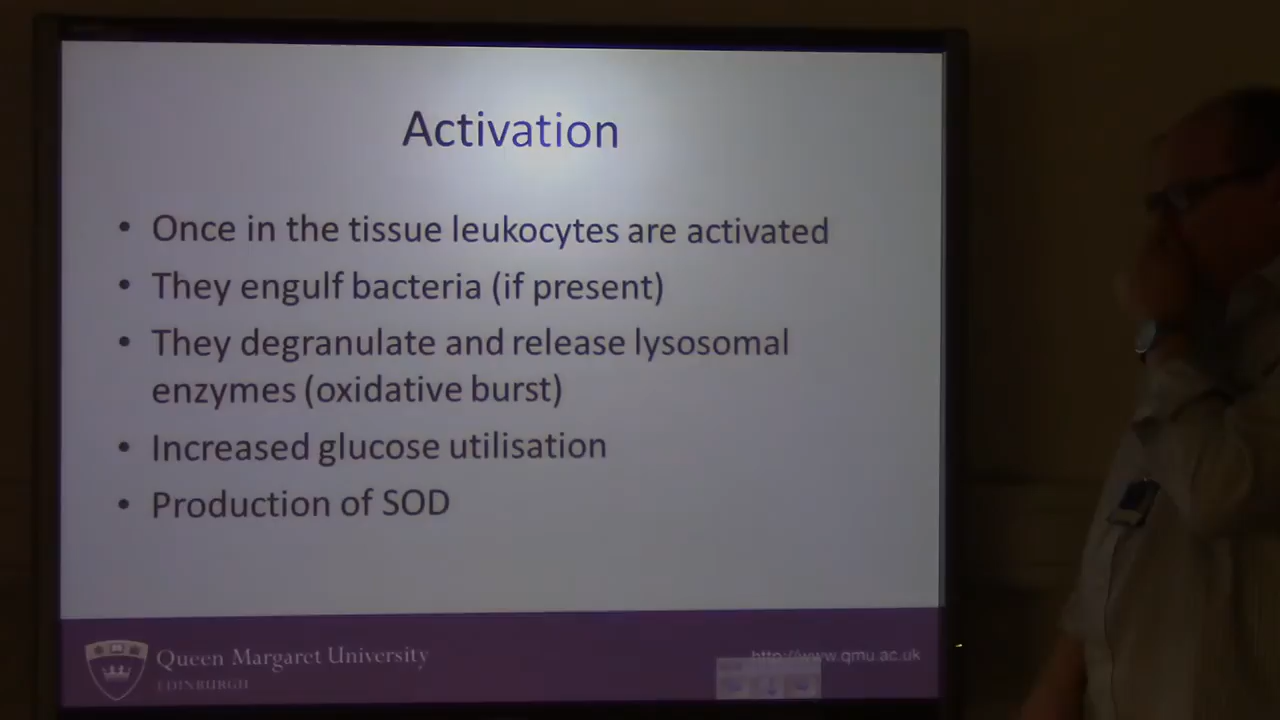 Activation
• Once in the tissue leukocytes are activated
• They engulf bacteria (if present)
• They degranulate and release lysosomal
enzymes (oxidative burst)
• Increased glucose utilisation
• Production of SOD
Queen Margaret University
EDINBURGH
http://www.qmu.ac.uk